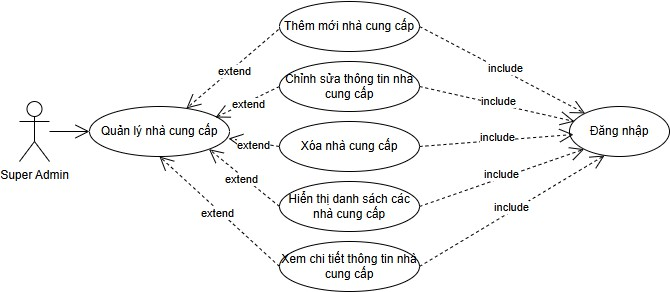 Thêm mới nhà cung cấp
extend
include
Chỉnh sửa thông tin nhà
cung cấp
extend
include
Quản lý nhà cung cấp
Xóa nhà cung cấp
Đăng nhập
extend
include
Super Admin
Hiển thị danh sách các
nhà cung cấp
extend
include
Xem chi tiết thông tin nhà
cung cấp
extend
include